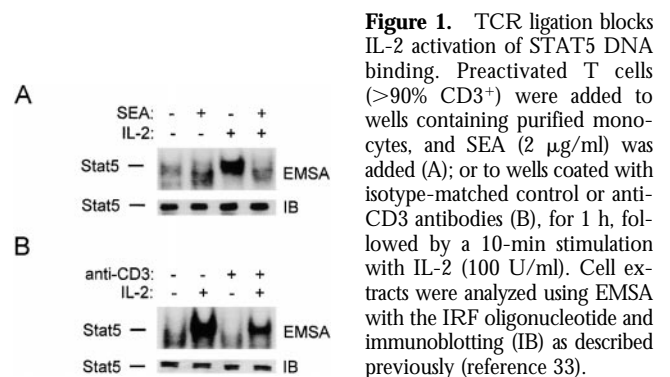 A
SEA: - + - +
IL-2: - - + +
Stat5 — EMSA
Stat5 — IB
B
anti-CD3: - - + +
IL-2: - + - +
Stat5 — EMSA
Stat5 — IB
Figure 1. TCR ligation blocks
IL-2 activation of STAT5 DNA
binding. Preactivated T cells
(>90% CD3⁺) were added to
wells containing purified mono-
cytes, and SEA (2 μg/ml) was
added (A); or to wells coated with
isotype-matched control or anti-
CD3 antibodies (B), for 1 h, fol-
lowed by a 10-min stimulation
with IL-2 (100 U/ml). Cell ex-
tracts were analyzed using EMSA
with the IRF oligonucleotide and
immunoblotting (IB) as described
previously (reference 33).